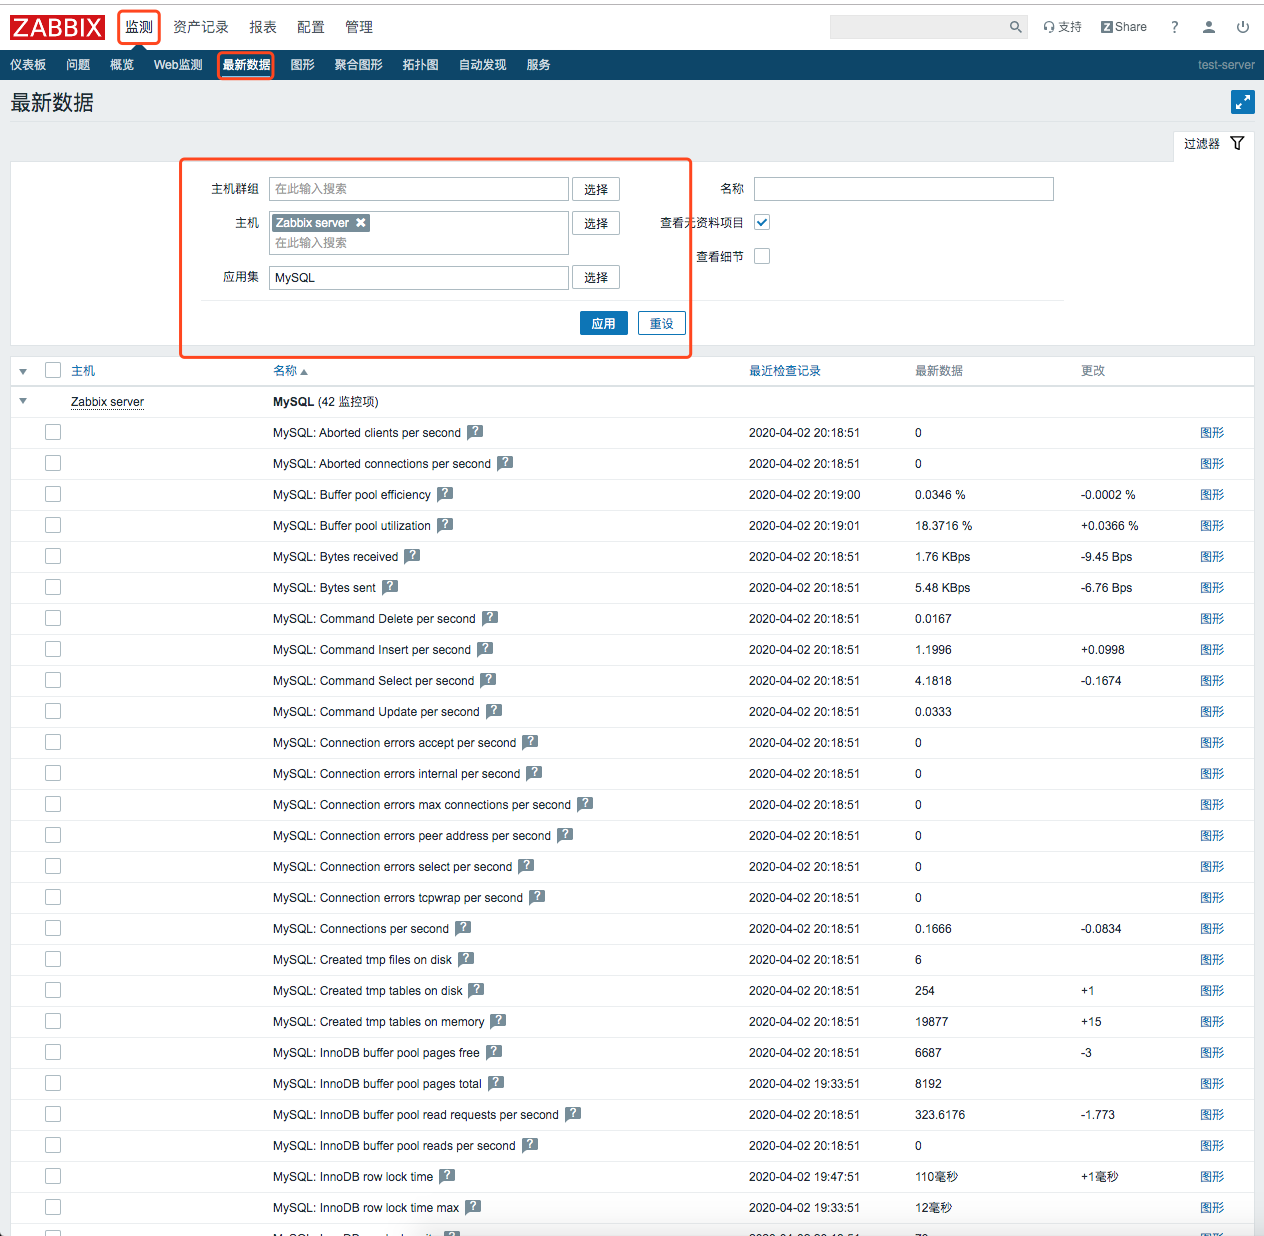 ZABBIX 监测 资产记录 报表 配置 管理 支持 Z Share ?
仪表板 问题 概览 Web监测 最新数据 图形 聚合图形 拓扑图 自动发现 服务 test-server
最新数据
过滤器
主机群组 在此输入搜索 选择 名称
主机 Zabbix server ✖ 选择 查看无资料项目
在此输入搜索
查看细节
应用集 MySQL 选择
应用 重设
主机 名称 最近检查记录 最新数据 更改
Zabbix server MySQL (42 监控项)
MySQL: Aborted clients per second ? 2020-04-02 20:18:51 0 图形
MySQL: Aborted connections per second ? 2020-04-02 20:18:51 0 图形
MySQL: Buffer pool efficiency ? 2020-04-02 20:19:00 0.0346 % -0.0002 % 图形
MySQL: Buffer pool utilization ? 2020-04-02 20:19:01 18.3716 % +0.0366 % 图形
MySQL: Bytes received ? 2020-04-02 20:18:51 1.76 KBps -9.45 Bps 图形
MySQL: Bytes sent ? 2020-04-02 20:18:51 5.48 KBps -6.76 Bps 图形
MySQL: Command Delete per second ? 2020-04-02 20:18:51 0.0167 图形
MySQL: Command Insert per second ? 2020-04-02 20:18:51 1.1996 +0.0998 图形
MySQL: Command Select per second ? 2020-04-02 20:18:51 4.1818 -0.1674 图形
MySQL: Command Update per second ? 2020-04-02 20:18:51 0.0333 图形
MySQL: Connection errors accept per second ? 2020-04-02 20:18:51 0 图形
MySQL: Connection errors internal per second ? 2020-04-02 20:18:51 0 图形
MySQL: Connection errors max connections per second ? 2020-04-02 20:18:51 0 图形
MySQL: Connection errors peer address per second ? 2020-04-02 20:18:51 0 图形
MySQL: Connection errors select per second ? 2020-04-02 20:18:51 0 图形
MySQL: Connection errors tcpwrap per second ? 2020-04-02 20:18:51 0 图形
MySQL: Connections per second ? 2020-04-02 20:18:51 0.1666 -0.0834 图形
MySQL: Created tmp files on disk ? 2020-04-02 20:18:51 6 图形
MySQL: Created tmp tables on disk ? 2020-04-02 20:18:51 254 +1 图形
MySQL: Created tmp tables on memory ? 2020-04-02 20:18:51 19877 +15 图形
MySQL: InnoDB buffer pool pages free ? 2020-04-02 20:18:51 6687 -3 图形
MySQL: InnoDB buffer pool pages total ? 2020-04-02 19:33:51 8192 图形
MySQL: InnoDB buffer pool read requests per second ? 2020-04-02 20:18:51 323.6176 -1.773 图形
MySQL: InnoDB buffer pool reads per second ? 2020-04-02 20:18:51 0 图形
MySQL: InnoDB row lock time ? 2020-04-02 19:47:51 110毫秒 +1毫秒 图形
MySQL: InnoDB row lock time max ? 2020-04-02 19:33:51 12毫秒 图形